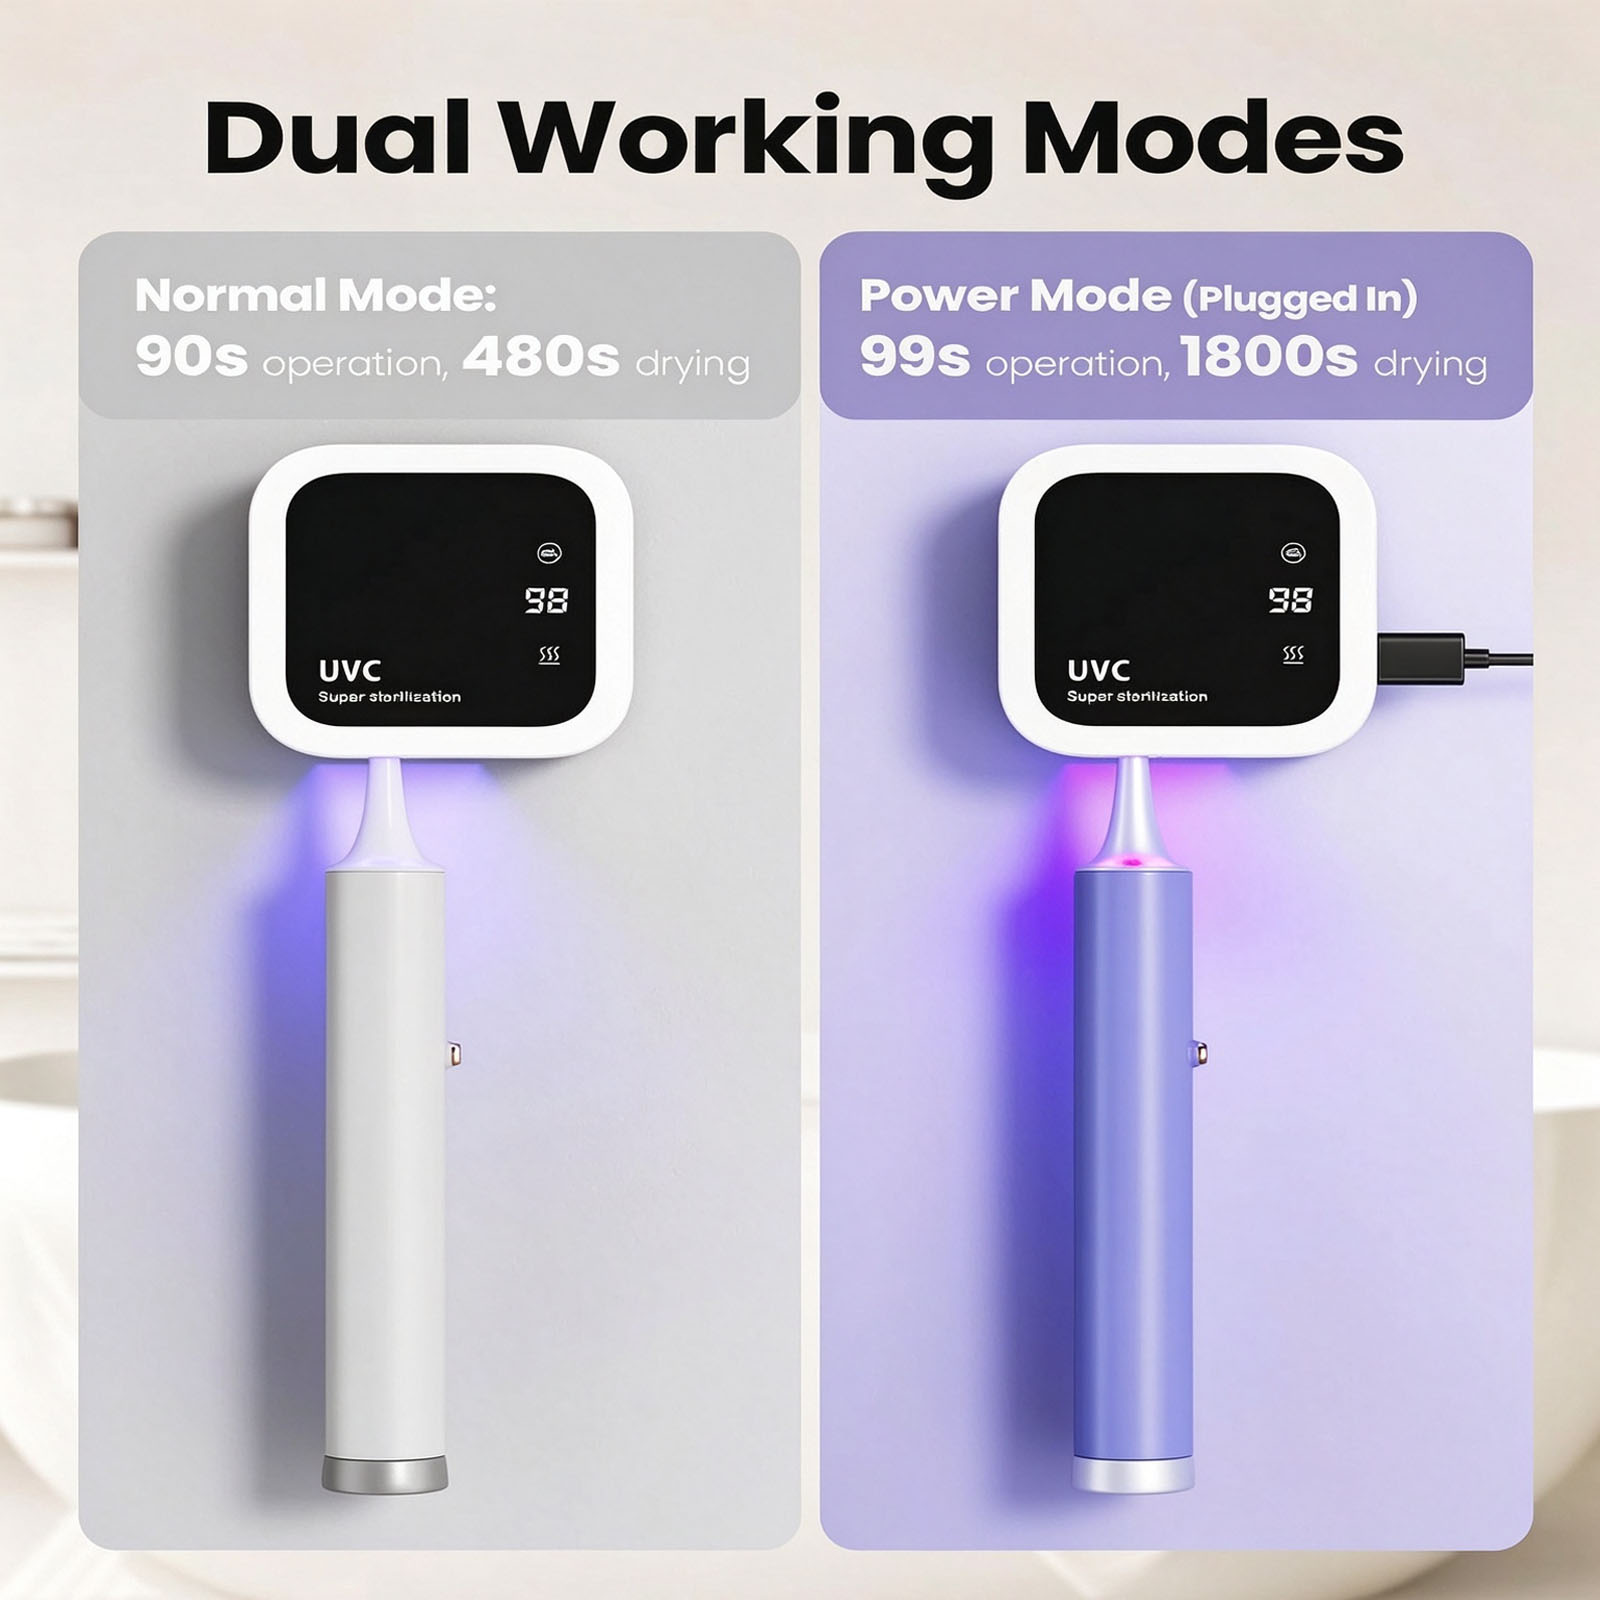 Dual Working Modes
Normal Mode:
90s operation, 480s drying
Power Mode (Plugged In)
99s operation, 1800s drying
98
UVC
Super sterilization
98
UVC
Super sterilization